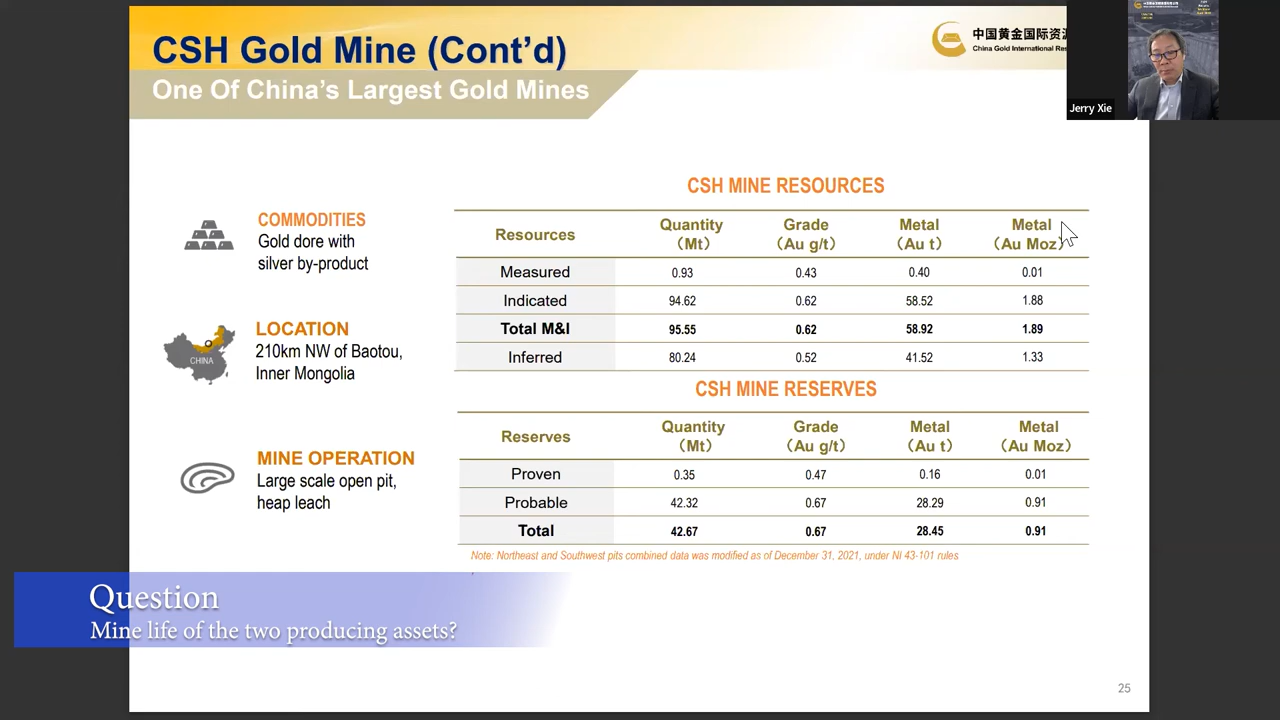 CSH Gold Mine (Cont’d)
One Of China’s Largest Gold Mines
中国黄金国际资
China Gold International Res
Jerry Xie
COMMODITIES
Gold dore with
silver by-product
CHINA
LOCATION
210km NW of Baotou,
Inner Mongolia
MINE OPERATION
Large scale open pit,
heap leach
CSH MINE RESOURCES
Resources Quantity (Mt) Grade (Au g/t) Metal (Au t) Metal (Au Moz)
Measured 0.93 0.43 0.40 0.01
Indicated 94.62 0.62 58.52 1.88
Total M&I 95.55 0.62 58.92 1.89
Inferred 80.24 0.52 41.52 1.33
CSH MINE RESERVES
Reserves Quantity (Mt) Grade (Au g/t) Metal (Au t) Metal (Au Moz)
Proven 0.35 0.47 0.16 0.01
Probable 42.32 0.67 28.29 0.91
Total 42.67 0.67 28.45 0.91
Note: Northeast and Southwest pits combined data was modified as of December 31, 2021, under NI 43-101 rules
Question
Mine life of the two producing assets?
25